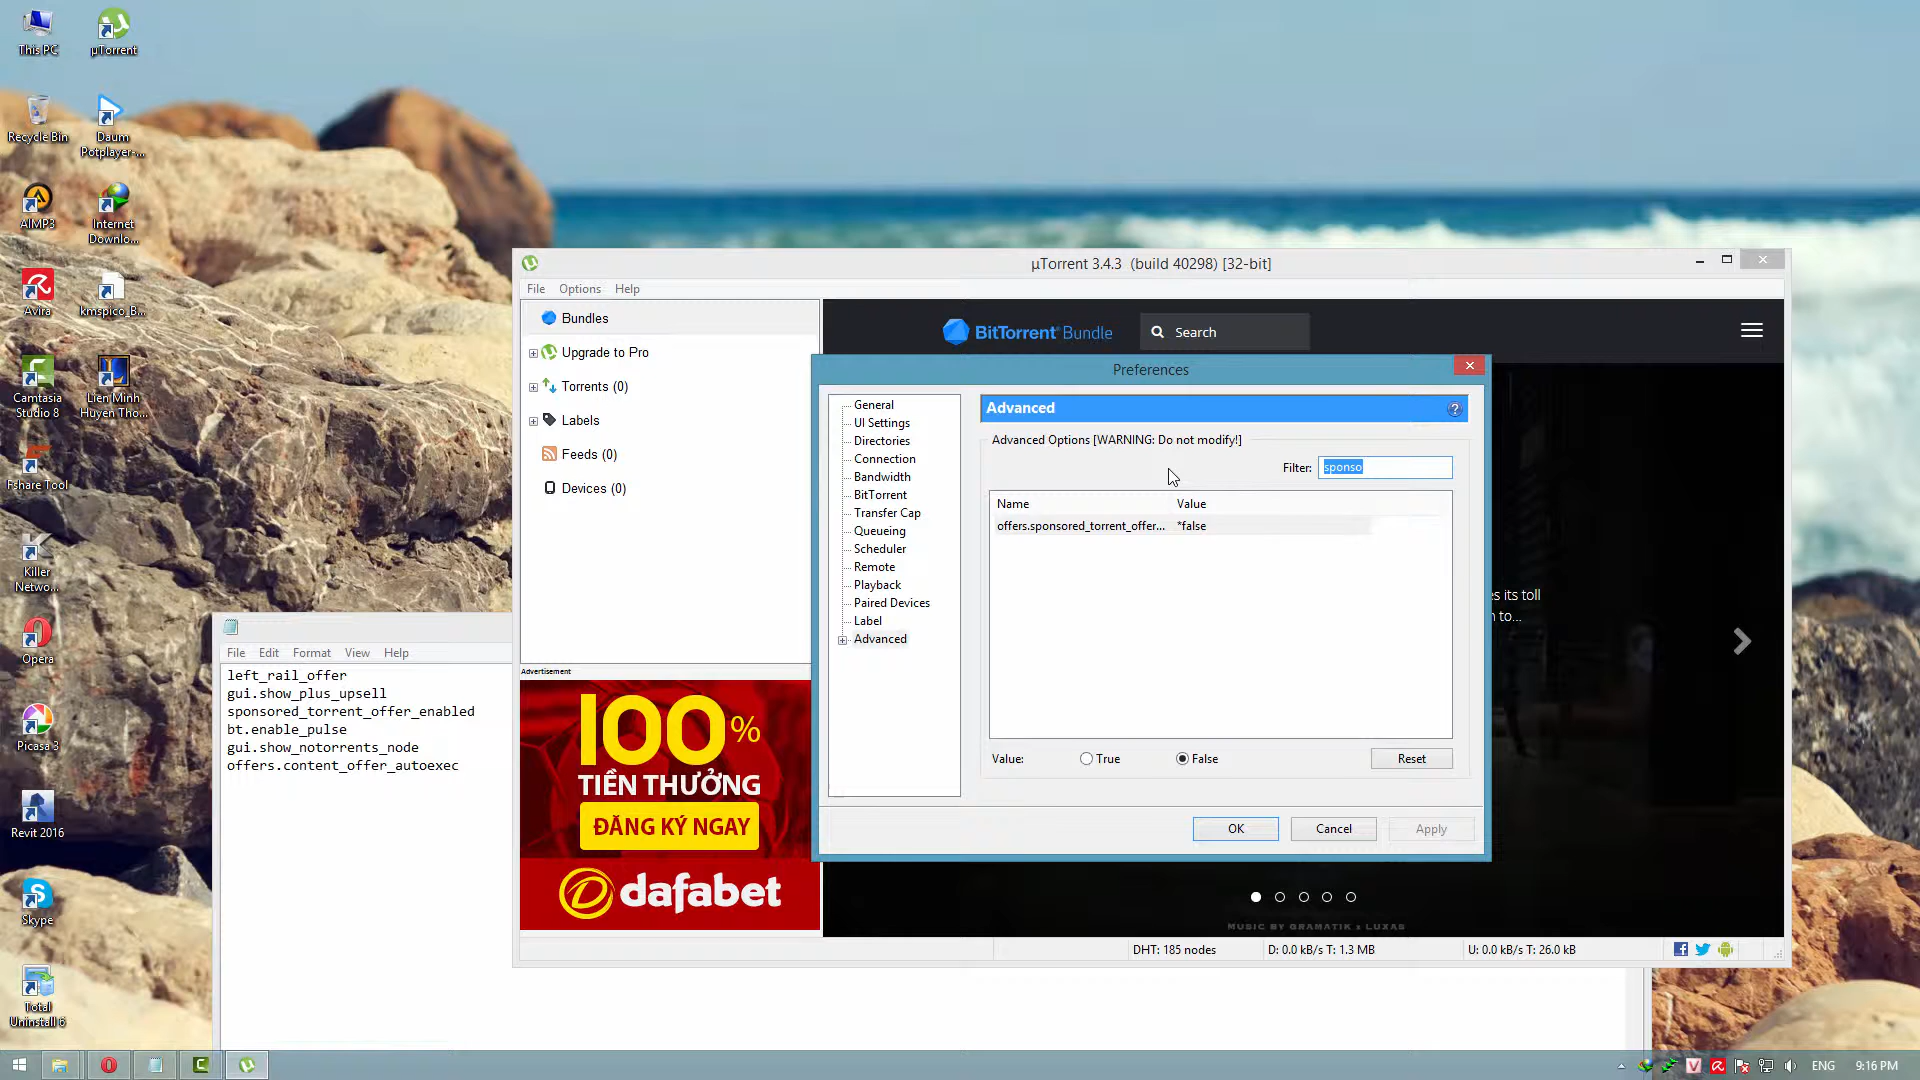 This PC
µTorrent
Recycle Bin
Daum
Potplayer-...
AIMP3
Internet
Downlo...
Avira
kmspico_B...
Camtasia
Studio 8
Lien Minh
Huyen Tho...
Fshare Tool
Killer
Netwo...
Opera
Picasa 3
Revit 2016
Skype
Total
Uninstall 6
File Edit Format View Help
left_rail_offer
gui.show_plus_upsell
sponsored_torrent_offer_enabled
bt.enable_pulse
gui.show_notorrents_node
offers.content_offer_autoexec
µTorrent 3.4.3 (build 40298) [32-bit]
File Options Help
Bundles
Upgrade to Pro
Torrents (0)
Labels
Feeds (0)
Devices (0)
Advertisement
100%
TIỀN THƯỞNG
ĐĂNG KÝ NGAY
dafabet
BitTorrent Bundle
Search
es its toll
n to...
MUSIC BY GRAMATIK & LUXAS
DHT: 185 nodes
D: 0.0 kB/s T: 1.3 MB
U: 0.0 kB/s T: 26.0 kB
Preferences
General
UI Settings
Directories
Connection
Bandwidth
BitTorrent
Transfer Cap
Queueing
Scheduler
Remote
Playback
Paired Devices
Label
Advanced
Advanced
Advanced Options [WARNING: Do not modify!]
Filter: sponso
Name Value
offers.sponsored_torrent_offer... *false
Value: True False
Reset
OK
Cancel
Apply
ENG
9:16 PM